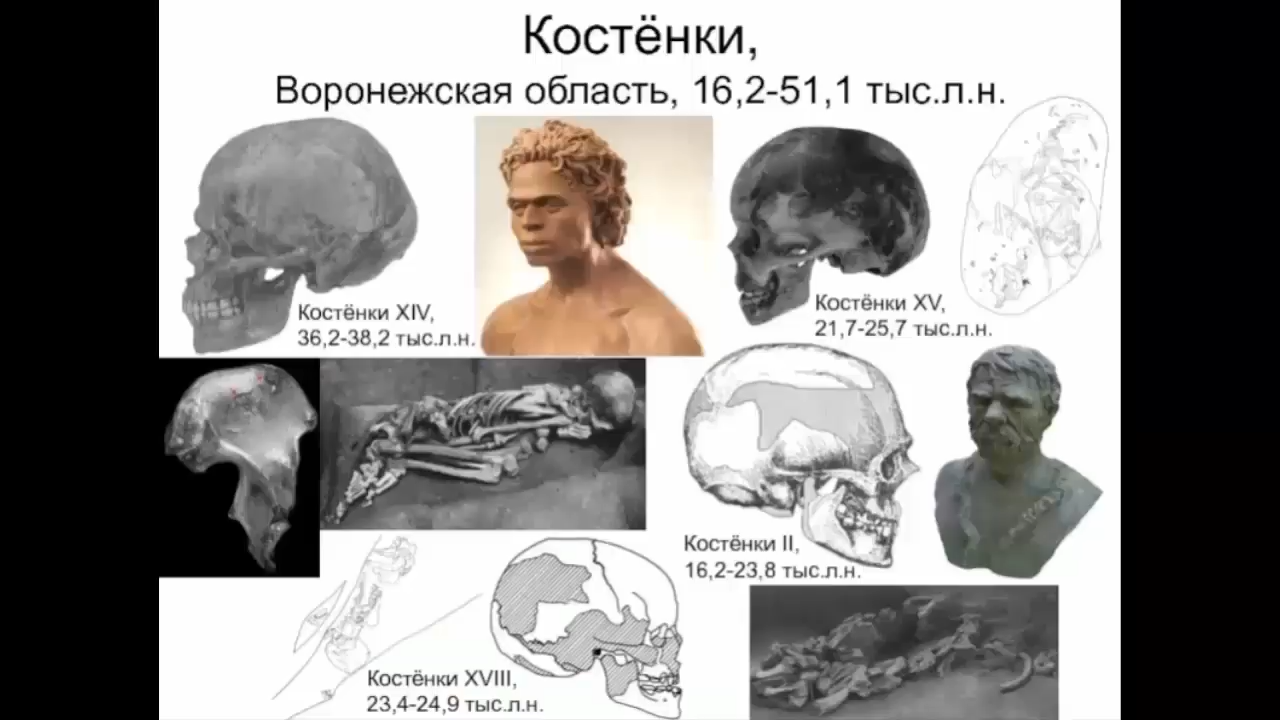 Костёнки,
Воронежская область, 16,2-51,1 тыс.л.н.
Костёнки XIV,
36,2-38,2 тыс.л.н.
Костёнки XV,
21,7-25,7 тыс.л.н.
Костёнки II,
16,2-23,8 тыс.л.н.
Костёнки XVIII,
23,4-24,9 тыс.л.н.